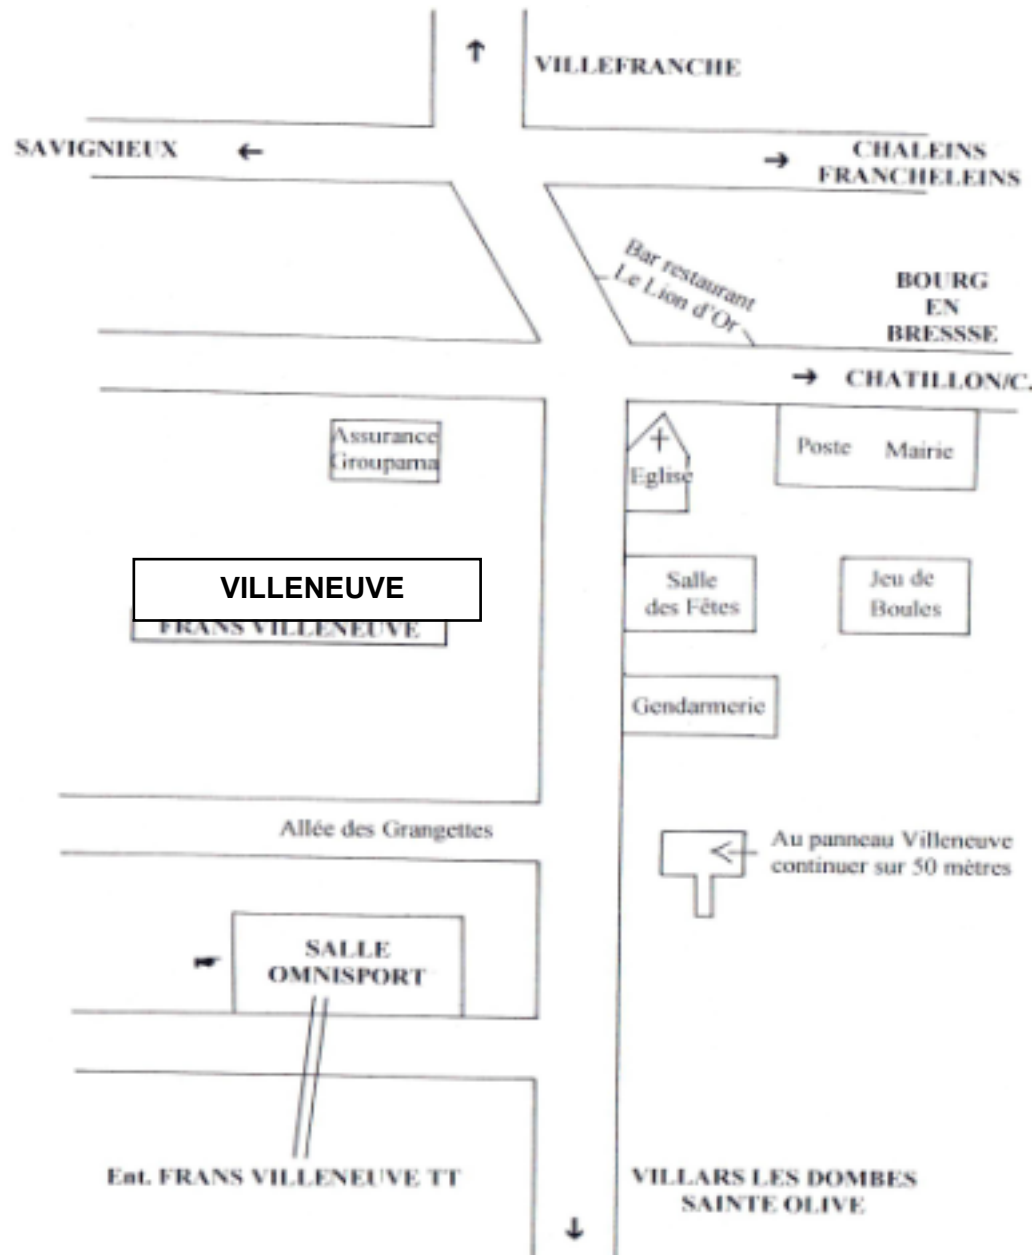 VILLEFRANCHE
SAVIGNIEUX
CHALEINS
FRANCHELEINS
Bar restaurant
Le Lion d'Or
BOURG
EN
BRESSSE
CHATILLON/C.
Assurance
Groupama
Eglise
Poste Mairie
VILLENEUVE
FRANS VILLENEUVE
Salle
des Fêtes
Jeu de
Boules
Gendarmerie
Allée des Grangettes
Au panneau Villeneuve
continuer sur 50 mètres
SALLE
OMNISPORT
Ent. FRANS VILLENEUVE TT
VILLARS LES DOMBES
SAINTE OLIVE